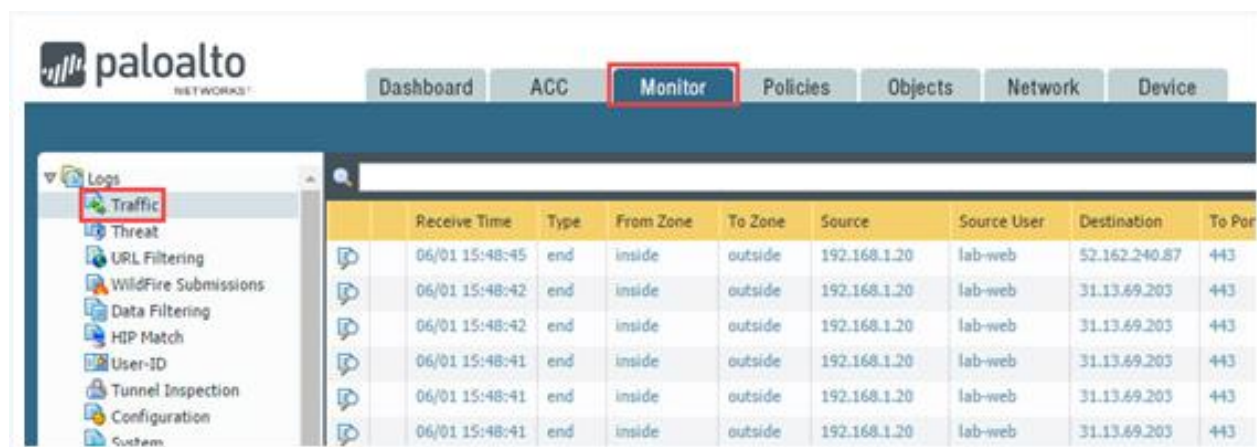 paloalto
NETWORKS
Dashboard ACC Monitor Policies Objects Network Device
Logs
Traffic
Threat
URL Filtering
WildFire Submissions
Data Filtering
HIP Match
User-ID
Tunnel Inspection
Configuration
System
Receive Time Type From Zone To Zone Source Source User Destination To Por
06/01 15:48:45 end inside outside 192.168.1.20 lab-web 52.162.240.87 443
06/01 15:48:42 end inside outside 192.168.1.20 lab-web 31.13.69.203 443
06/01 15:48:42 end inside outside 192.168.1.20 lab-web 31.13.69.203 443
06/01 15:48:41 end inside outside 192.168.1.20 lab-web 31.13.69.203 443
06/01 15:48:41 end inside outside 192.168.1.20 lab-web 31.13.69.203 443
06/01 15:48:41 end inside outside 192.168.1.20 lab-web 31.13.69.203 443